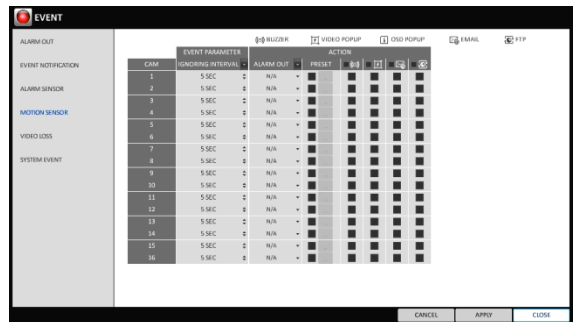 EVENT
ALARM OUT
EVENT NOTIFICATION
ALARM SENSOR
MOTION SENSOR
VIDEO LOSS
SYSTEM EVENT
BUZZER VIDEO POPUP OSD POPUP EMAIL FTP
EVENT PARAMETER ACTION
CAM IGNORING INTERVAL ALARM OUT PRESET
1 5 SEC N/A
2 5 SEC N/A
3 5 SEC N/A
4 5 SEC N/A
5 5 SEC N/A
6 5 SEC N/A
7 5 SEC N/A
8 5 SEC N/A
9 5 SEC N/A
10 5 SEC N/A
11 5 SEC N/A
12 5 SEC N/A
13 5 SEC N/A
14 5 SEC N/A
15 5 SEC N/A
16 5 SEC N/A
CANCEL APPLY CLOSE